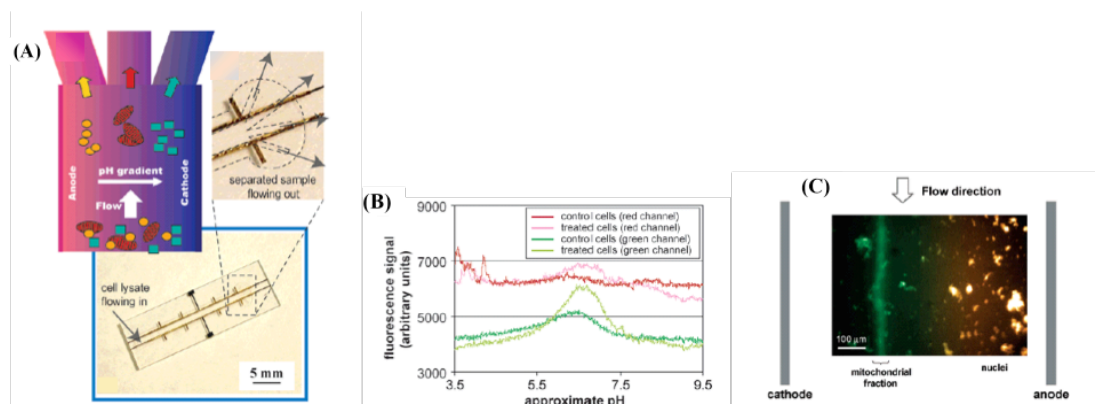 (A)
Anode
pH gradient
Flow
Cathode
separated sample
flowing out
cell lysate
flowing in
5 mm
(B)
fluorescence signal
(arbitrary units)
9000
7000
5000
3000
control cells (red channel)
treated cells (red channel)
control cells (green channel)
treated cells (green channel)
3.5 5.5 7.5 9.5
approximate pH
(C)
Flow direction
100 µm
mitochondrial
fraction
nuclei
cathode
anode